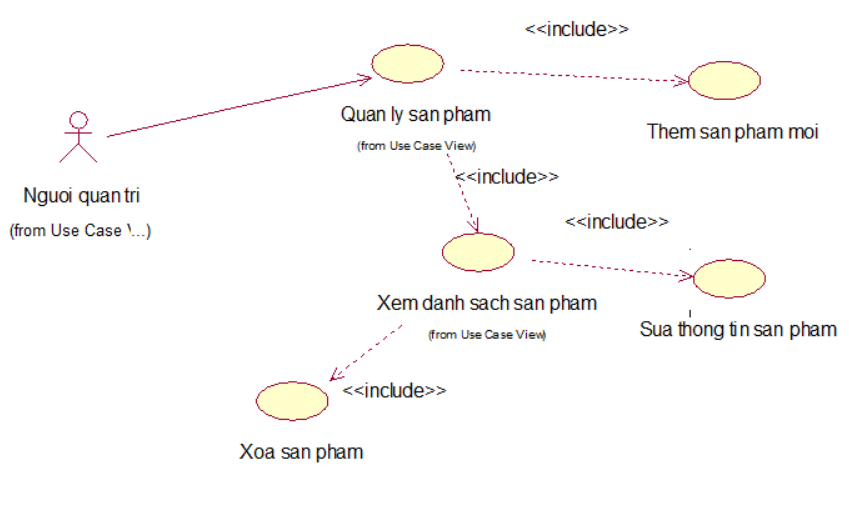 <<include>>
Quan ly san pham
(from Use Case View)
Them san pham moi
<<include>>
Nguoi quan tri
(from Use Case V...)
<<include>>
Xem danh sach san pham
(from Use Case View)
Sua thong tin san pham
<<include>>
Xoa san pham